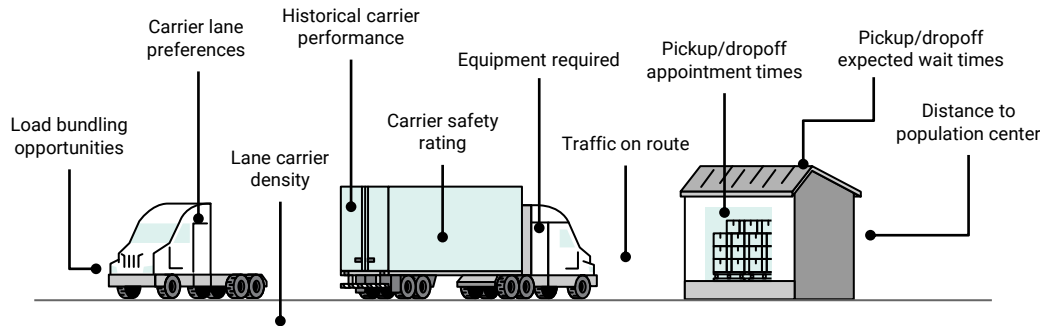 Load bundling
opportunities
Carrier lane
preferences
Lane carrier
density
Historical carrier
performance
Carrier safety
rating
Equipment required
Traffic on route
Pickup/dropoff
appointment times
Pickup/dropoff
expected wait times
Distance to
population center